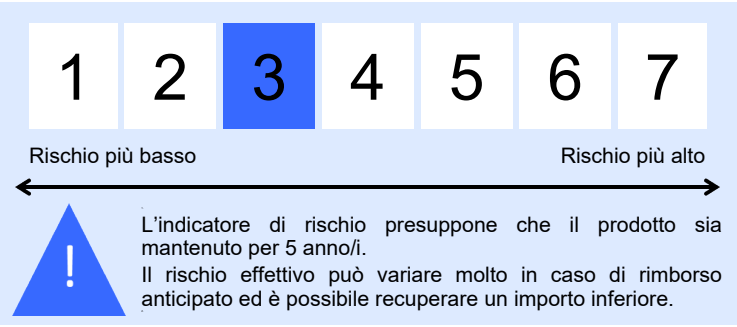 1 2 3 4 5 6 7
Rischio più basso Rischio più alto
!
L'indicatore di rischio presuppone che il prodotto sia
mantenuto per 5 anno/i.
Il rischio effettivo può variare molto in caso di rimborso
anticipato ed è possibile recuperare un importo inferiore.